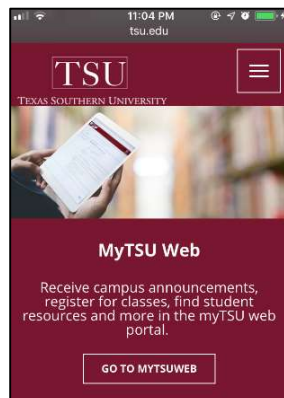 11:04 PM
tsu.edu
TSU
TEXAS SOUTHERN UNIVERSITY
MyTSU Web
Receive campus announcements,
register for classes, find student
resources and more in the myTSU web
portal.
GO TO MYTSUWEB